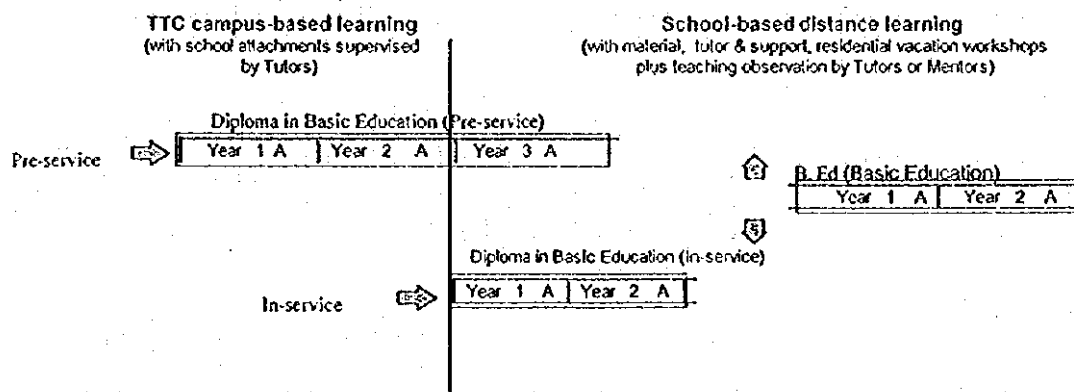 TTC campus-based learning
(with school attachments supervised
by Tutors)
School-based distance learning
(with material, tutor & support, residential vacation workshops
plus teaching observation by Tutors or Mentors)
Diploma in Basic Education (Pre-service)
Pre-service
Year 1 A Year 2 A Year 3 A
B. Ed (Basic Education)
Year 1 A Year 2 A
Diploma in Basic Education (in-service)
In-service
Year 1 A Year 2 A